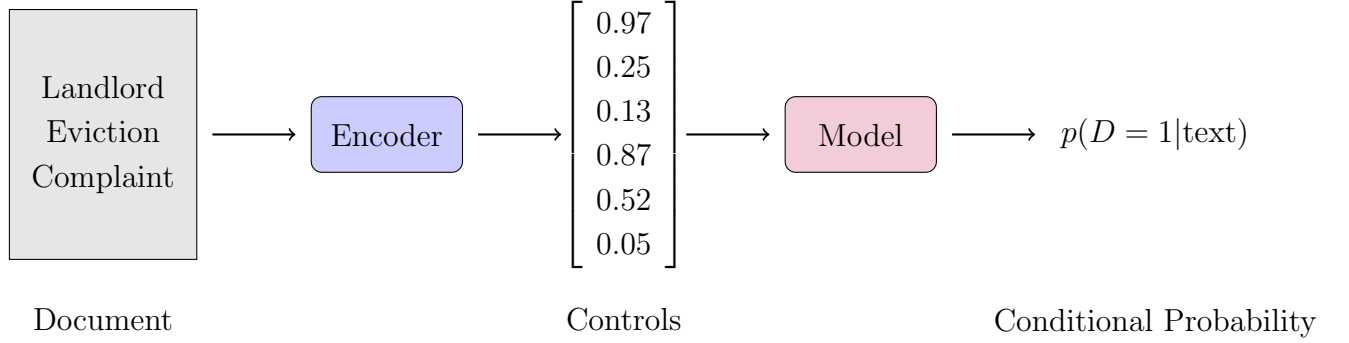 Landlord
Eviction
Complaint
Encoder
0.97
0.25
0.13
0.87
0.52
0.05
Model
p(D = 1|text)
Document
Controls
Conditional Probability